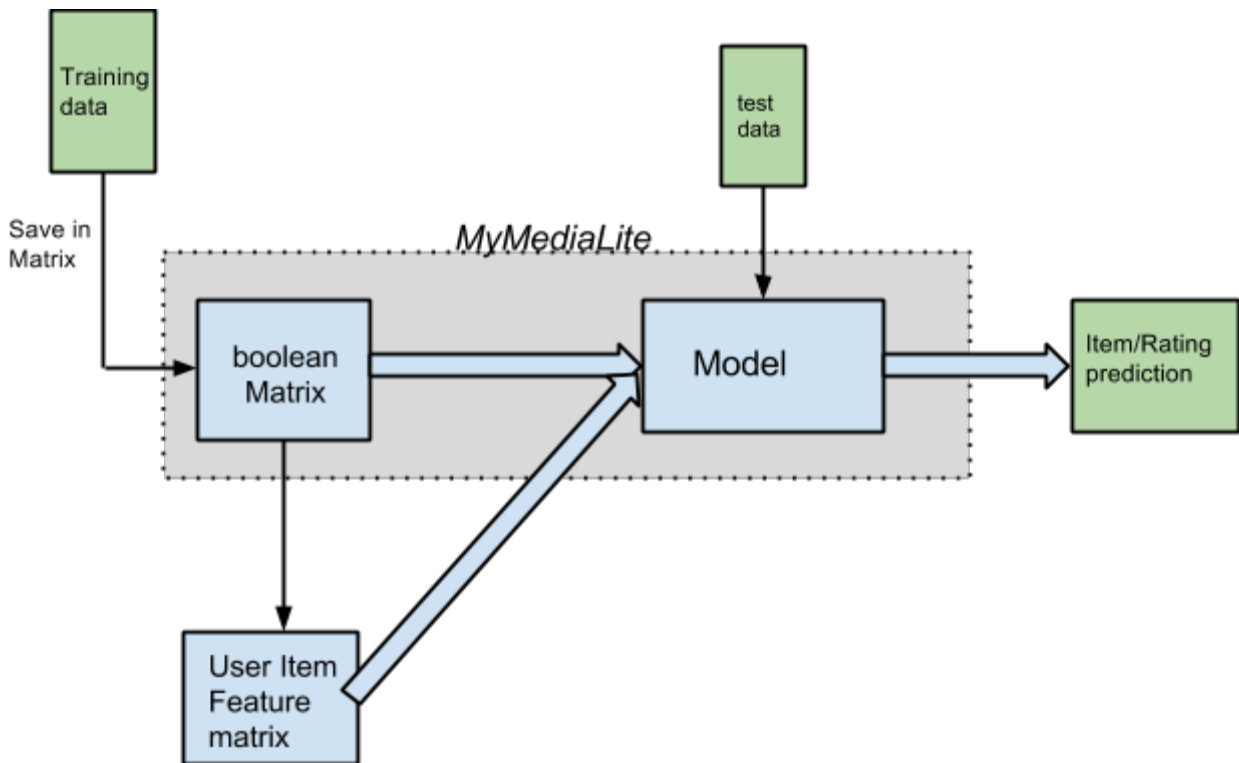 Training
data
test
data
Save in
Matrix
MyMediaLite
boolean
Matrix
Model
Item/Rating
prediction
User Item
Feature
matrix